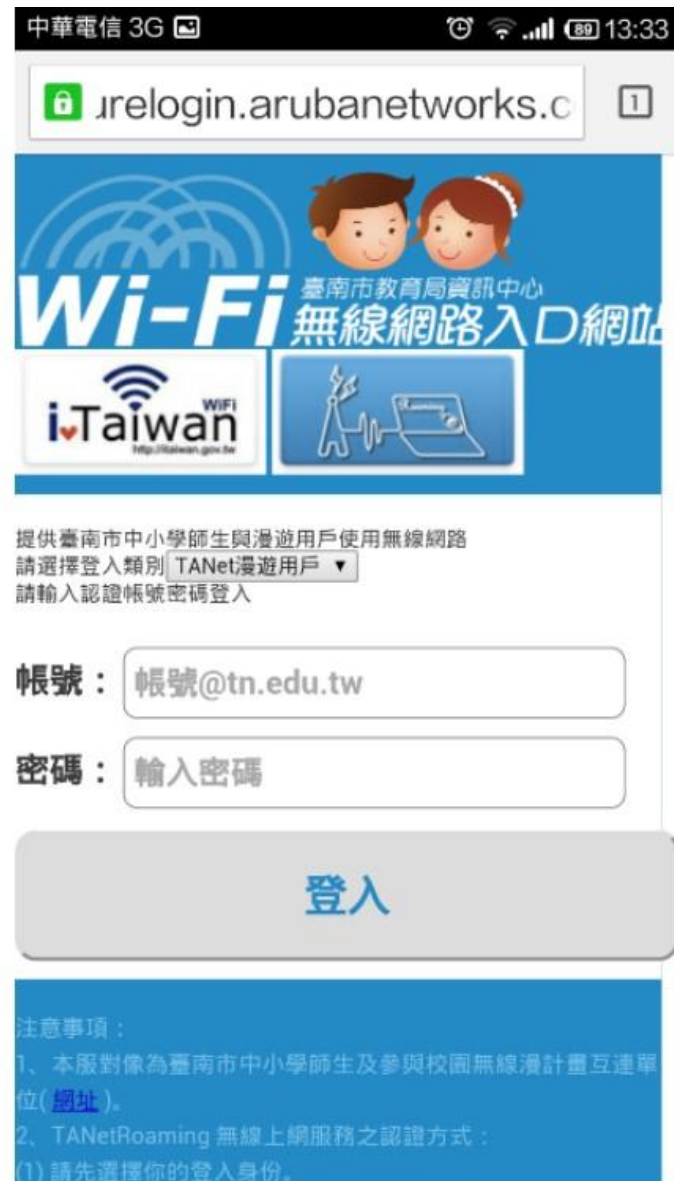 中華電信 3G 89 13:33
urelogin.arubanetworks.c 1
Wi-Fi
臺南市教育局資訊中心
無線網路入口網站
i Taiwan WiFi
http://itaiwan.gov.tw
提供臺南市中小學師生與漫遊用戶使用無線網路
請選擇登入類別 TANet漫遊用戶 ▼
請輸入認證帳號密碼登入
帳號： 帳號@tn.edu.tw
密碼： 輸入密碼
登入
注意事項：
1、本服對像為臺南市中小學師生及參與校園無線漫計畫互連單
位( 網址 )。
2、TANetRoaming 無線上網服務之認證方式：
(1) 請先選擇你的登入身份。